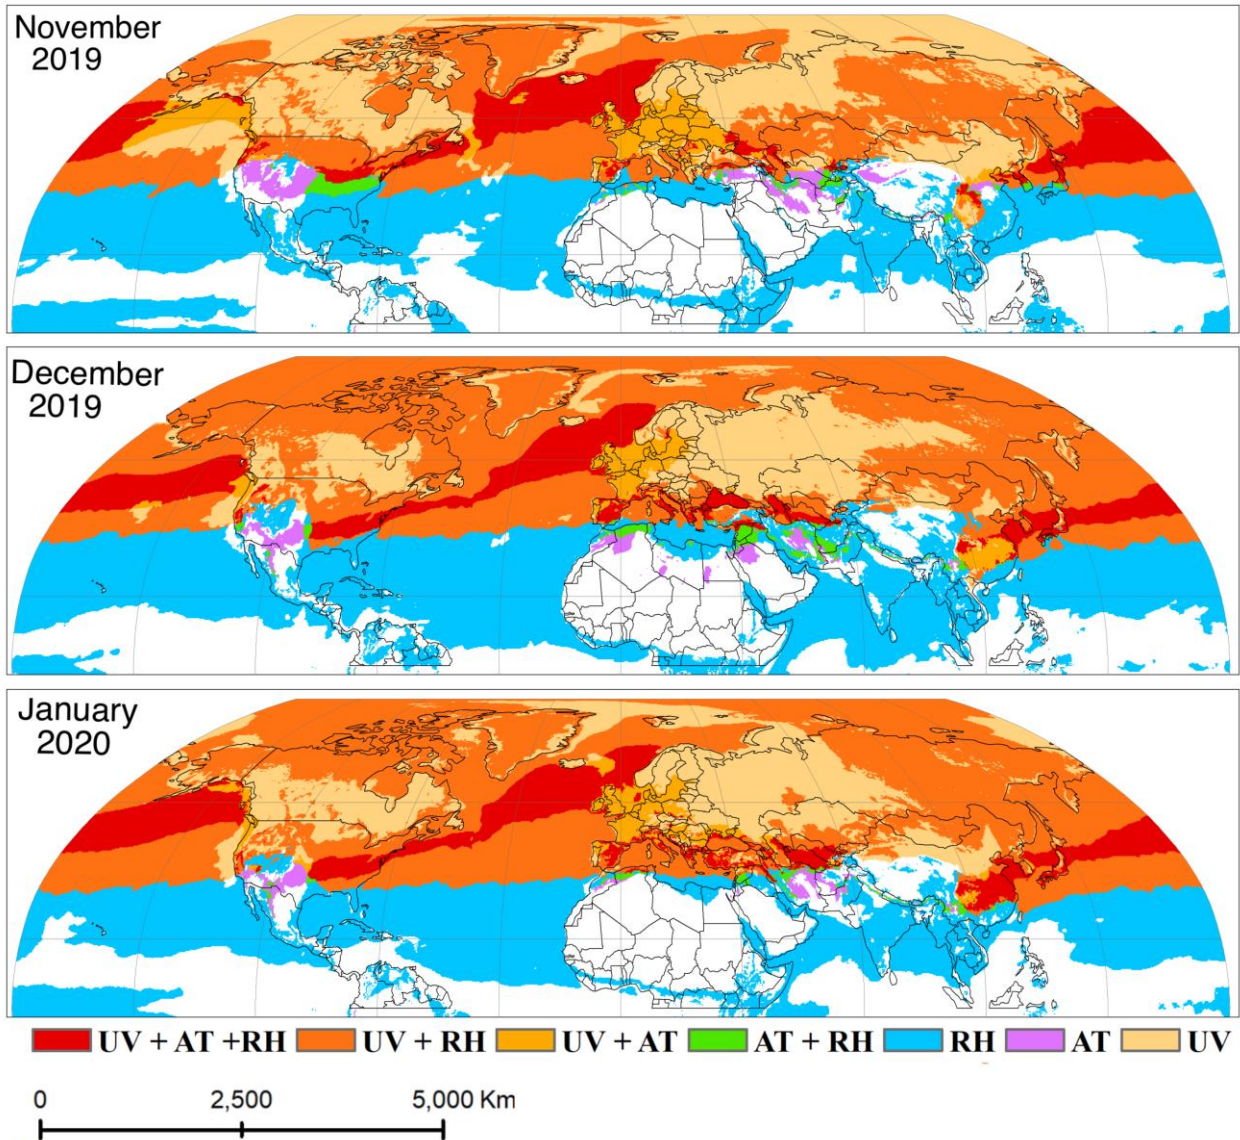 November
2019
December
2019
January
2020
UV + AT +RH UV + RH UV + AT AT + RH RH AT UV
0 2,500 5,000 Km